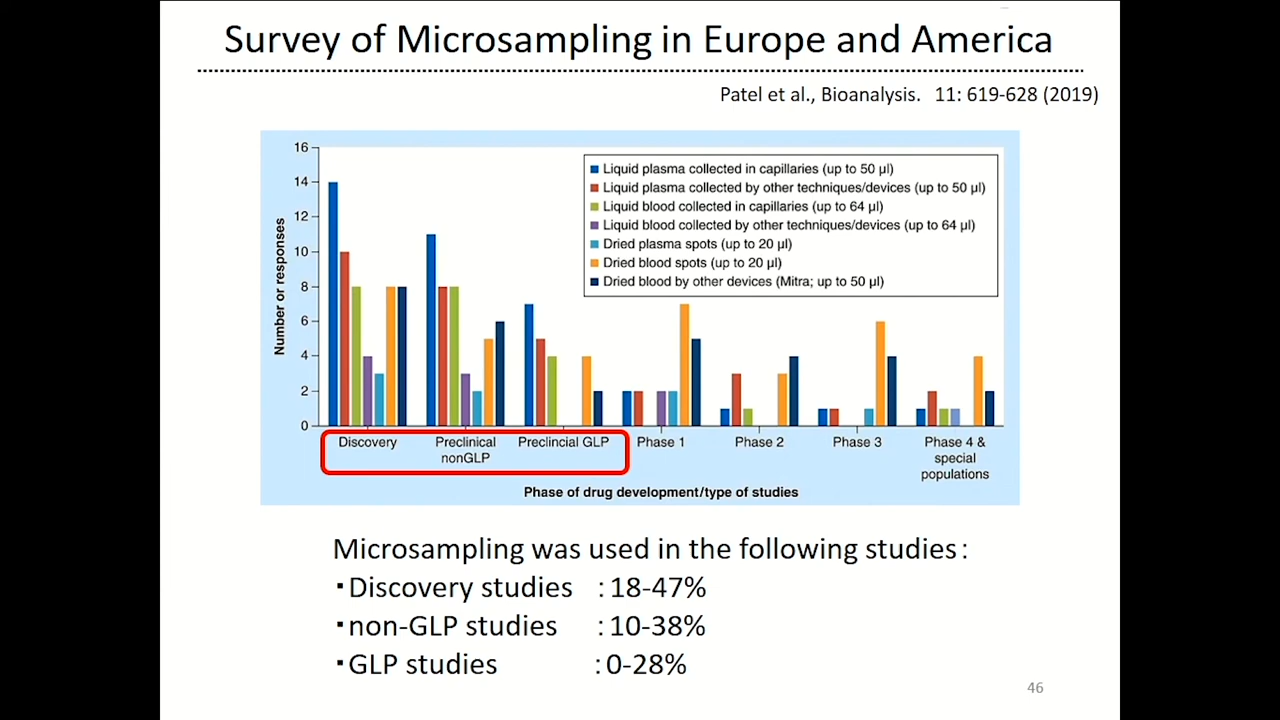 Survey of Microsampling in Europe and America
Patel et al., Bioanalysis. 11: 619-628 (2019)
16
14
12
10
8
6
4
2
0
Number or responses
Liquid plasma collected in capillaries (up to 50 µl)
Liquid plasma collected by other techniques/devices (up to 50 µl)
Liquid blood collected in capillaries (up to 64 µl)
Liquid blood collected by other techniques/devices (up to 64 µl)
Dried plasma spots (up to 20 µl)
Dried blood spots (up to 20 µl)
Dried blood by other devices (Mitra; up to 50 µl)
Discovery
Preclinical
nonGLP
Preclincial GLP
Phase 1
Phase 2
Phase 3
Phase 4 &
special
populations
Phase of drug development/type of studies
Microsampling was used in the following studies:
・Discovery studies : 18-47%
・non-GLP studies : 10-38%
・GLP studies : 0-28%
46